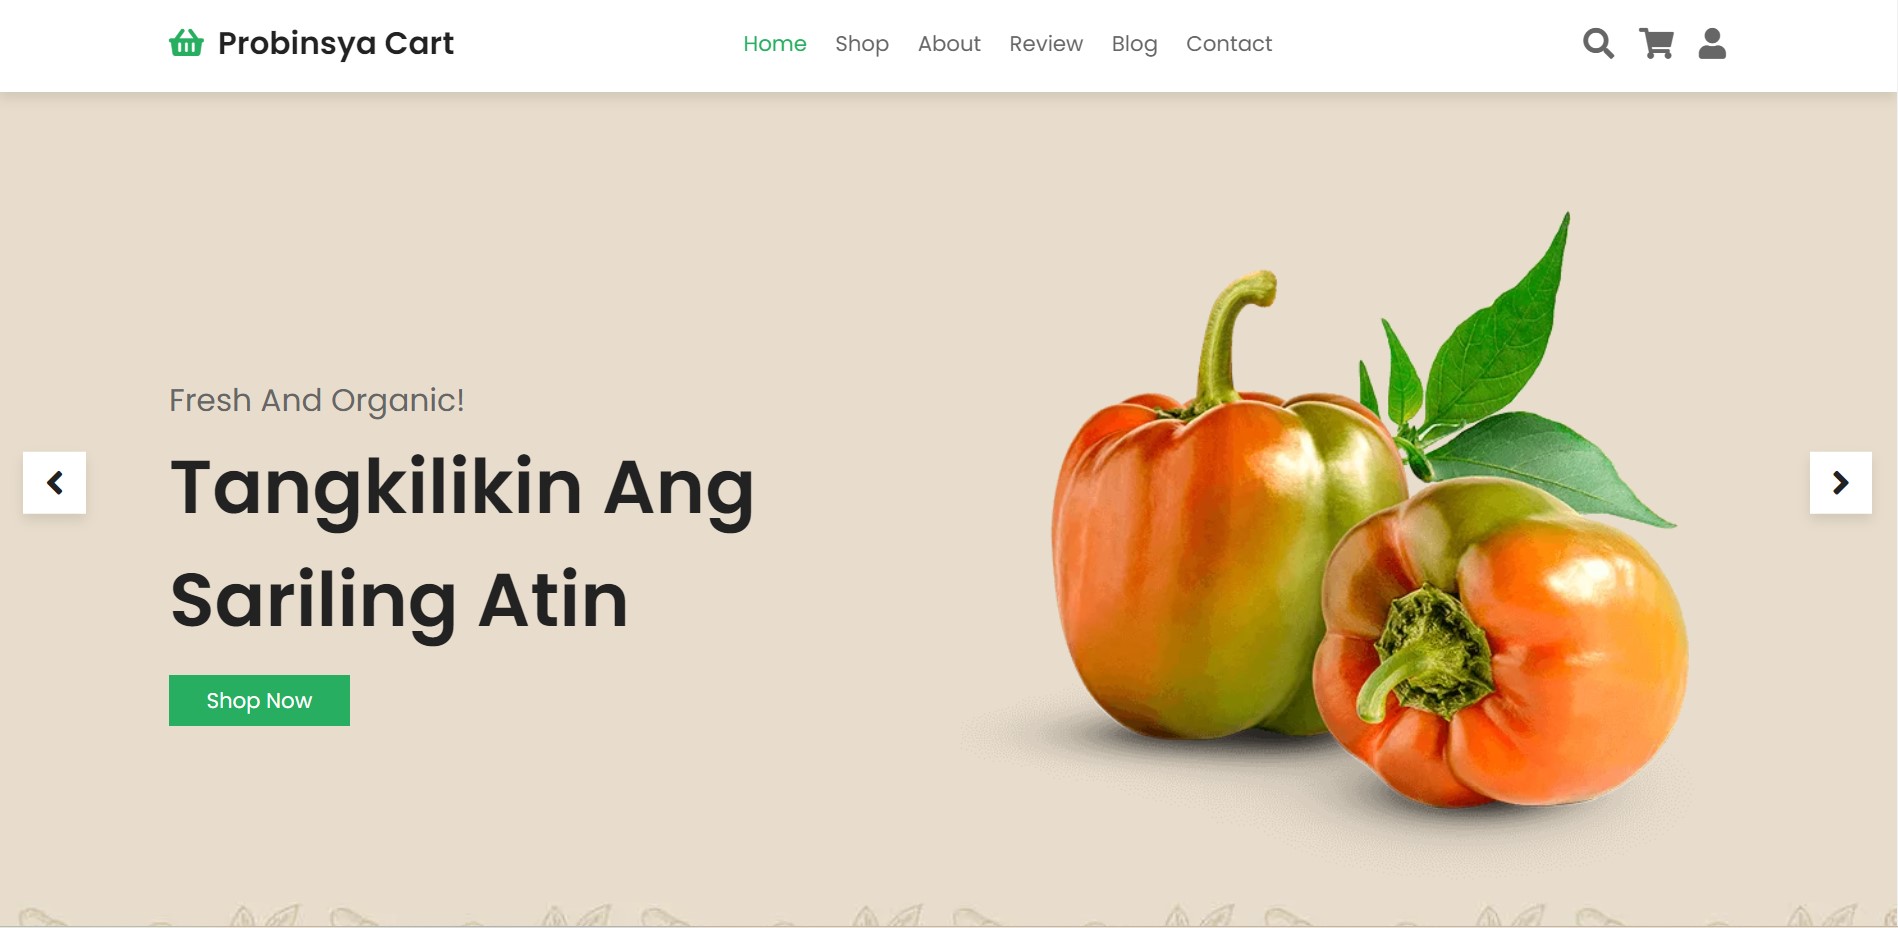 Probinsya Cart
Home Shop About Review Blog Contact
Fresh And Organic!
Tangkilikin Ang
Sariling Atin
Shop Now